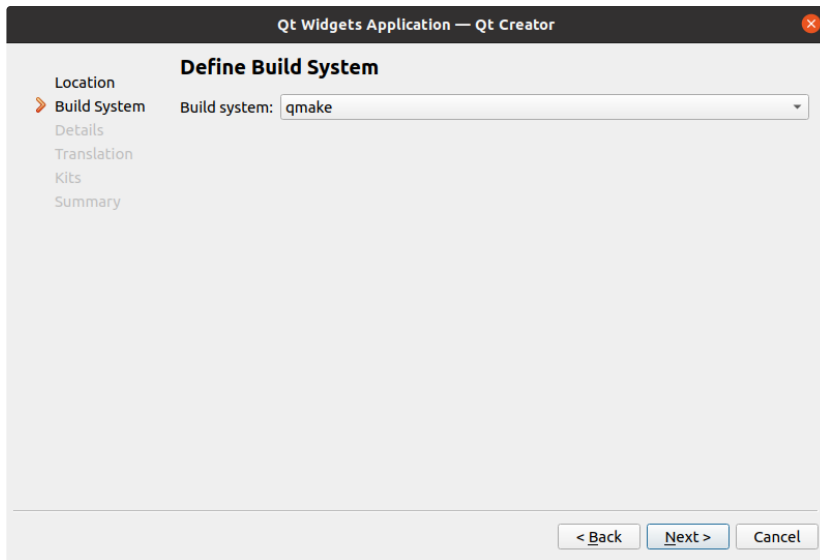 Qt Widgets Application — Qt Creator
Location
Build System
Details
Translation
Kits
Summary
Define Build System
Build system: qmake
< Back Next > Cancel